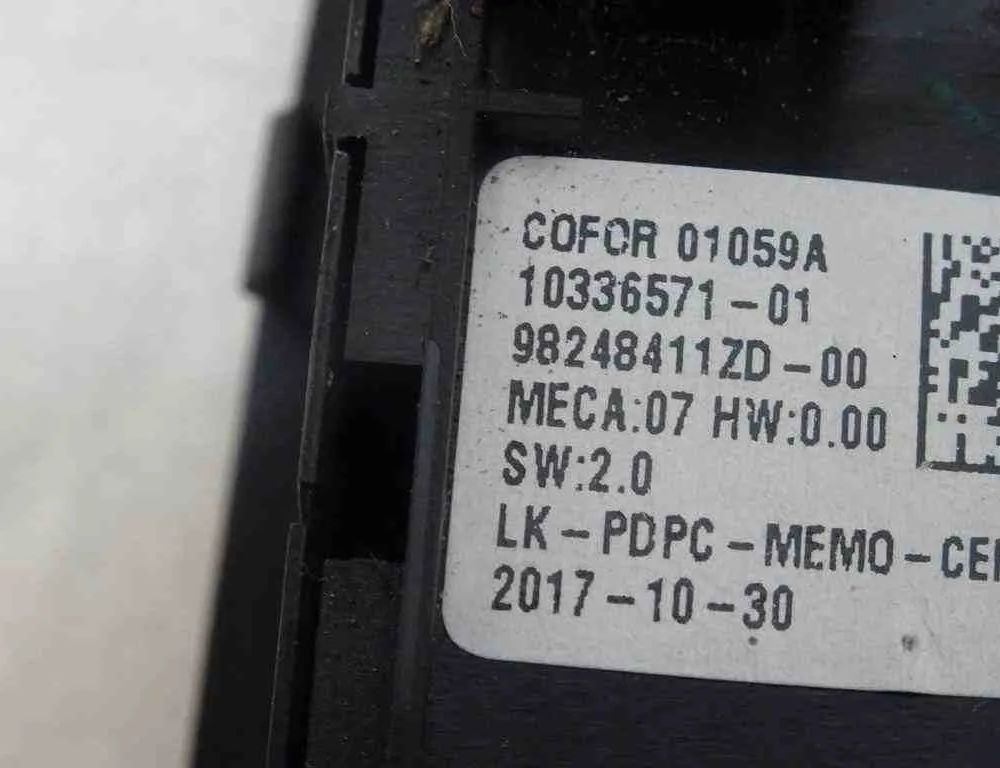 COFOR 01059A
10336571-01
98248411ZD-00
MECA:07 HW:0.00
SW:2.0
LK-PDPC-MEMO-
2017-10-30